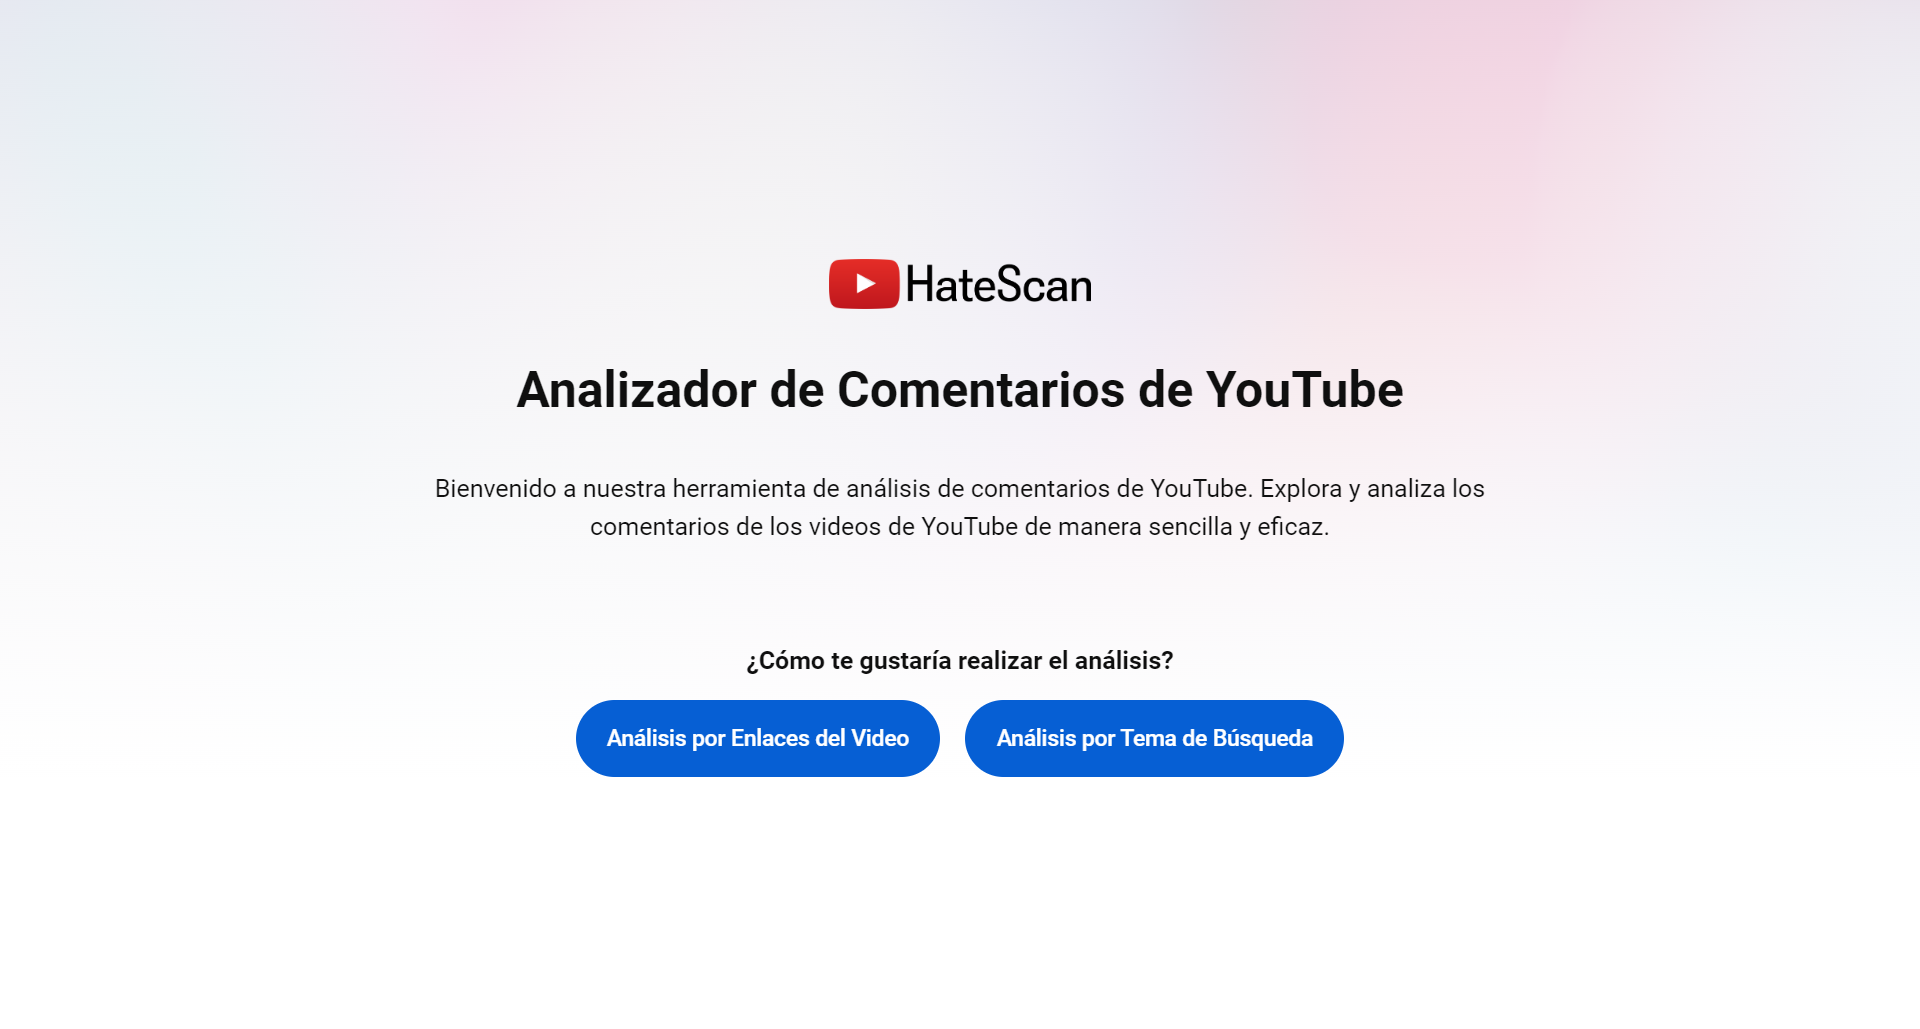 HateScan
Analizador de Comentarios de YouTube
Bienvenido a nuestra herramienta de análisis de comentarios de YouTube. Explora y analiza los
comentarios de los videos de YouTube de manera sencilla y eficaz.
¿Cómo te gustaría realizar el análisis?
Análisis por Enlaces del Video
Análisis por Tema de Búsqueda